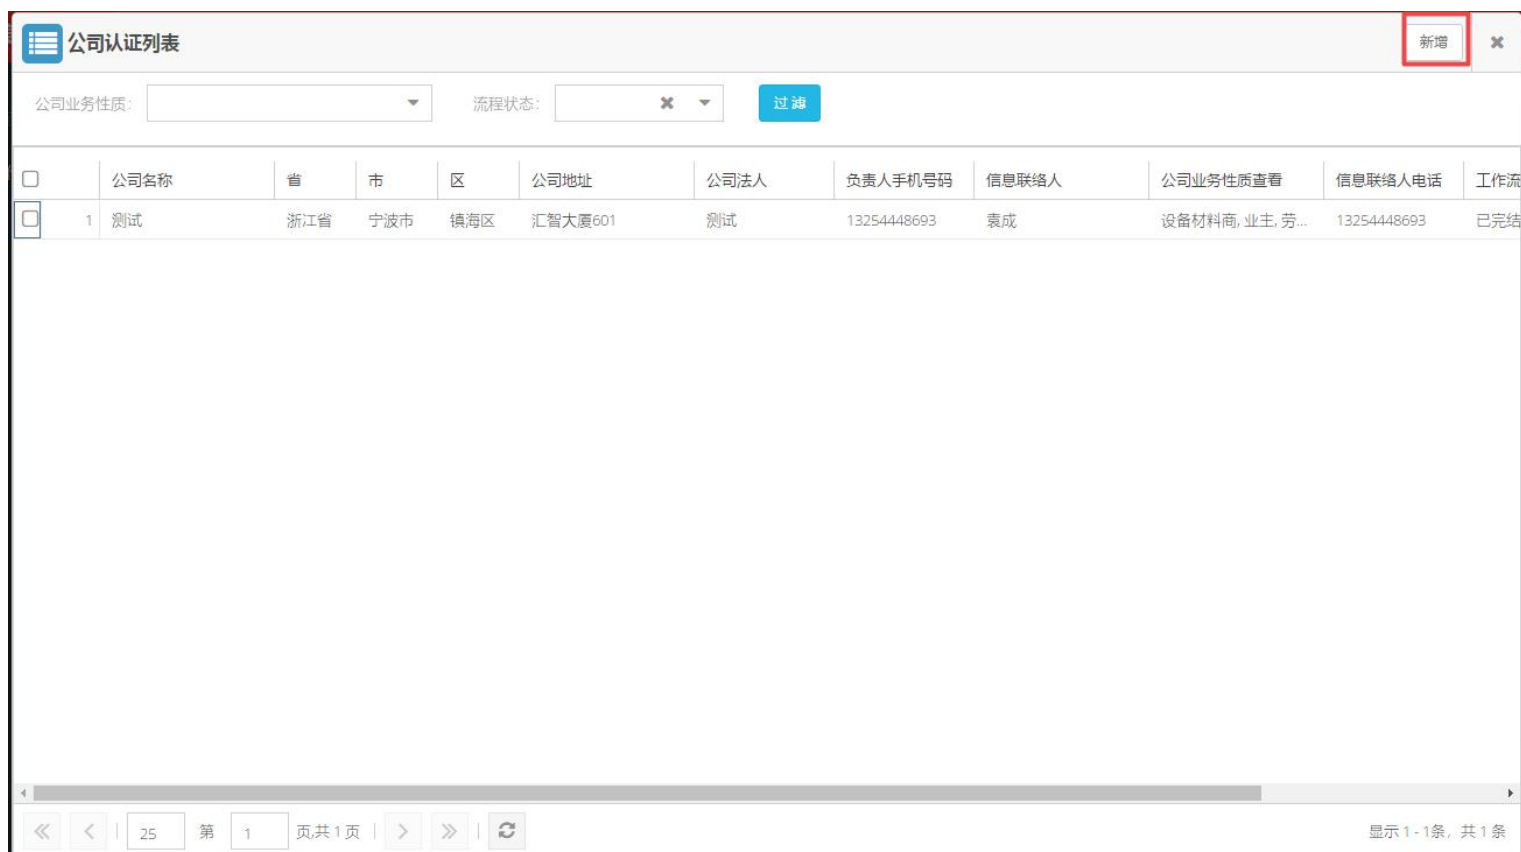 公司认证列表 新增
公司业务性质: 流程状态: 过滤
公司名称 省 市 区 公司地址 公司法人 负责人手机号码 信息联络人 公司业务性质查看 信息联络人电话 工作流
1 测试 浙江省 宁波市 镇海区 汇智大厦601 测试 13254448693 袁成 设备材料商,业主,劳... 13254448693 已完结
25 第 1 页,共1页 显示1-1条, 共1条